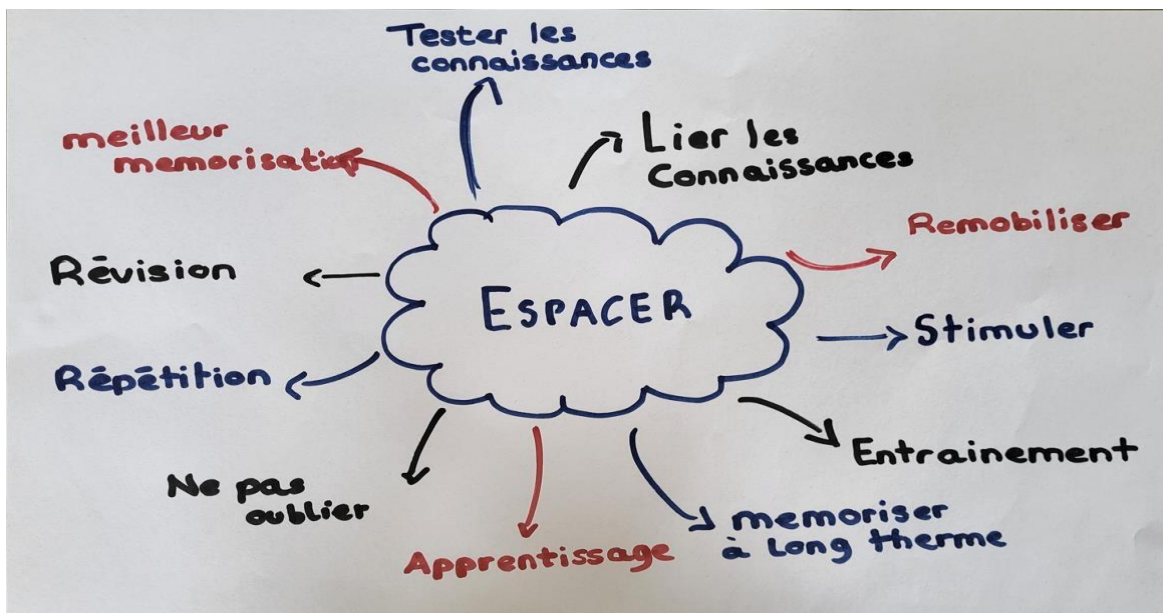 Tester les
connaissances
Lier les
Connaissances
meilleur
memorisation
Remobiliser
Révision
ESPACER
Stimuler
Répétition
Entrainement
Ne pas
oublier
memoriser
à long therme
Apprentissage